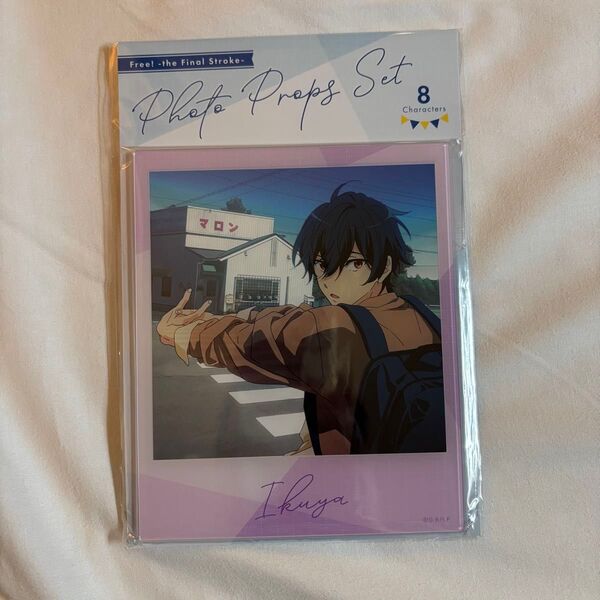 Free! -the Final Stroke-
Photo Props Set
8
Characters
マロン
Ikuya